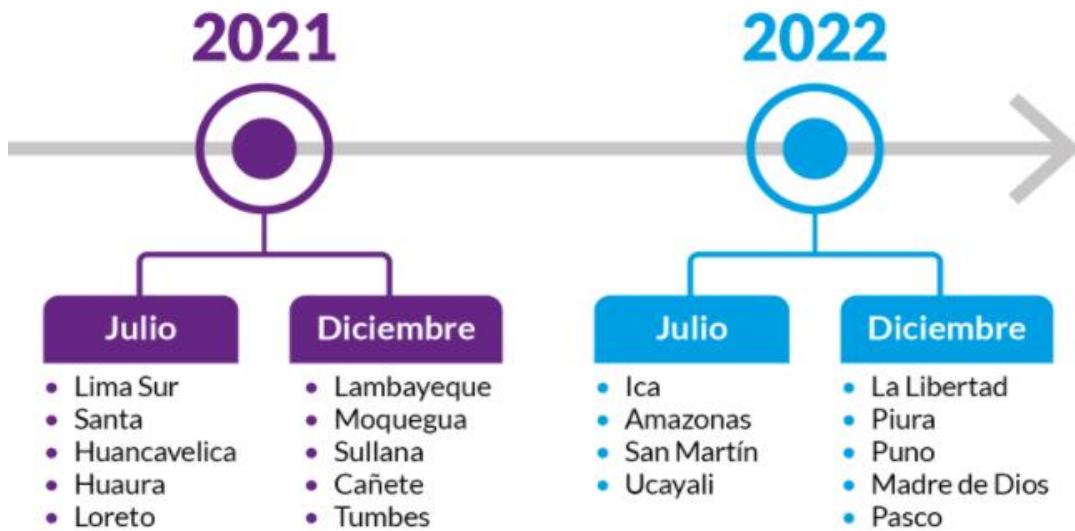 2021
2022
Julio
Lima Sur
Santa
Huancavelica
Huaura
Loreto
Diciembre
Lambayeque
Moquegua
Sullana
Cañete
Tumbes
Julio
Ica
Amazonas
San Martín
Ucayali
Diciembre
La Libertad
Piura
Puno
Madre de Dios
Pasco